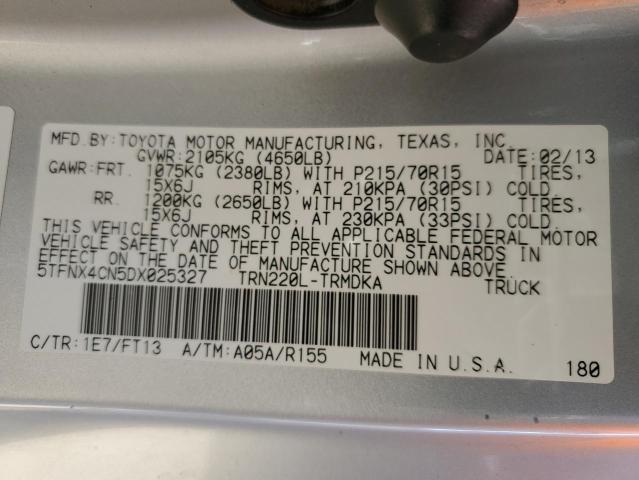 MFD.BY:TOYOTA MOTOR MANUFACTURING, TEXAS, INC.
GVWR:2105KG (4650LB) DATE:02/13
GAWR:FRT. 1075KG (2380LB) WITH P215/70R15 TIRES,
15X6J RIMS, AT 210KPA (30PSI) COLD.
RR. 1200KG (2650LB) WITH P215/70R15 TIRES,
15X6J RIMS, AT 230KPA (33PSI) COLD.
THIS VEHICLE CONFORMS TO ALL APPLICABLE FEDERAL MOTOR
VEHICLE SAFETY AND THEFT PREVENTION STANDARDS IN
EFFECT ON THE DATE OF MANUFACTURE SHOWN ABOVE.
5TFNX4CN5DX025327 TRN220L-TRMDKA TRUCK
C/TR:1E7/FT13 A/TM:A05A/R155 MADE IN U.S.A. 180